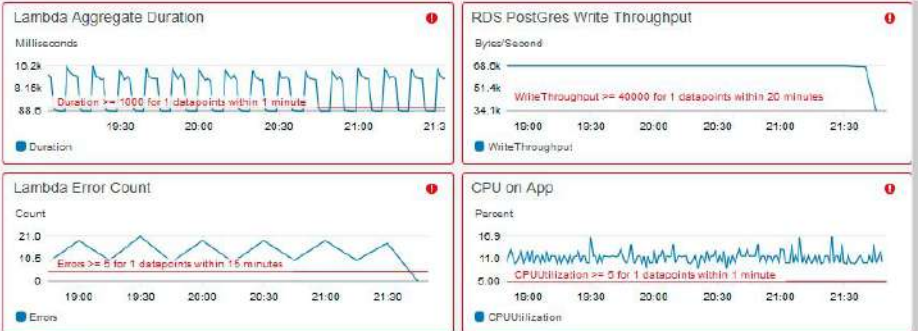 Lambda Aggregate Duration
Milliseconds
10.2k
88.6
Duration >= 1000 for 1 datapoints within 1 minute
19:30 20:00 20:30 21:00 21:3
Duration
RDS PostGres Write Throughput
Bytes/Second
68.0k
51.4k
34.1k
WriteThroughput >= 40000 for 1 datapoints within 20 minutes
19:00 19:30 20:00 20:30 21:00 21:30
WriteThroughput
Lambda Error Count
Count
21.0
10.5
0
Errors >= 5 for 1 datapoints within 15 minutes
19:00 19:30 20:00 20:30 21:00 21:30
Errors
CPU on App
Percent
16.9
11.0
5.00
CPUUtilization >= 5 for 1 datapoints within 1 minute
19:00 19:30 20:00 20:30 21:00 21:30
CPUUtilization